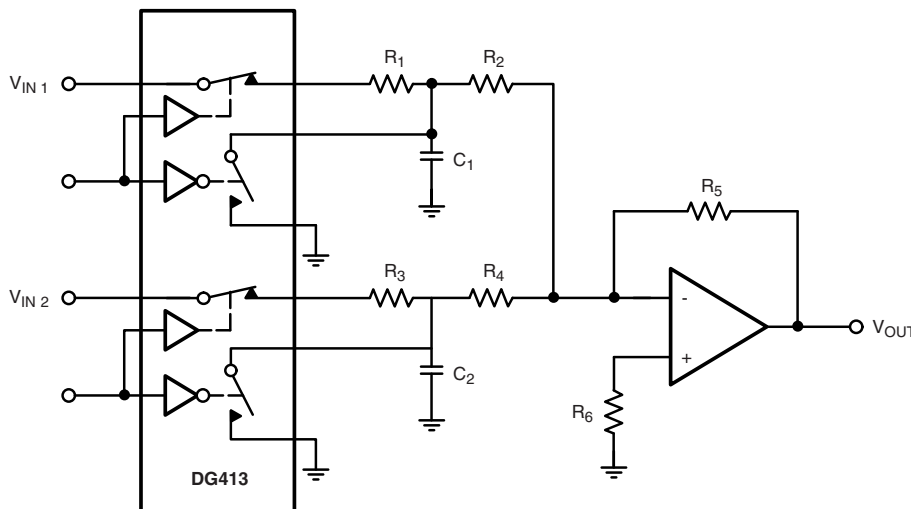 V_IN 1
R_1
R_2
C_1
R_5
V_IN 2
R_3
R_4
-
V_OUT
+
C_2
R_6
DG413